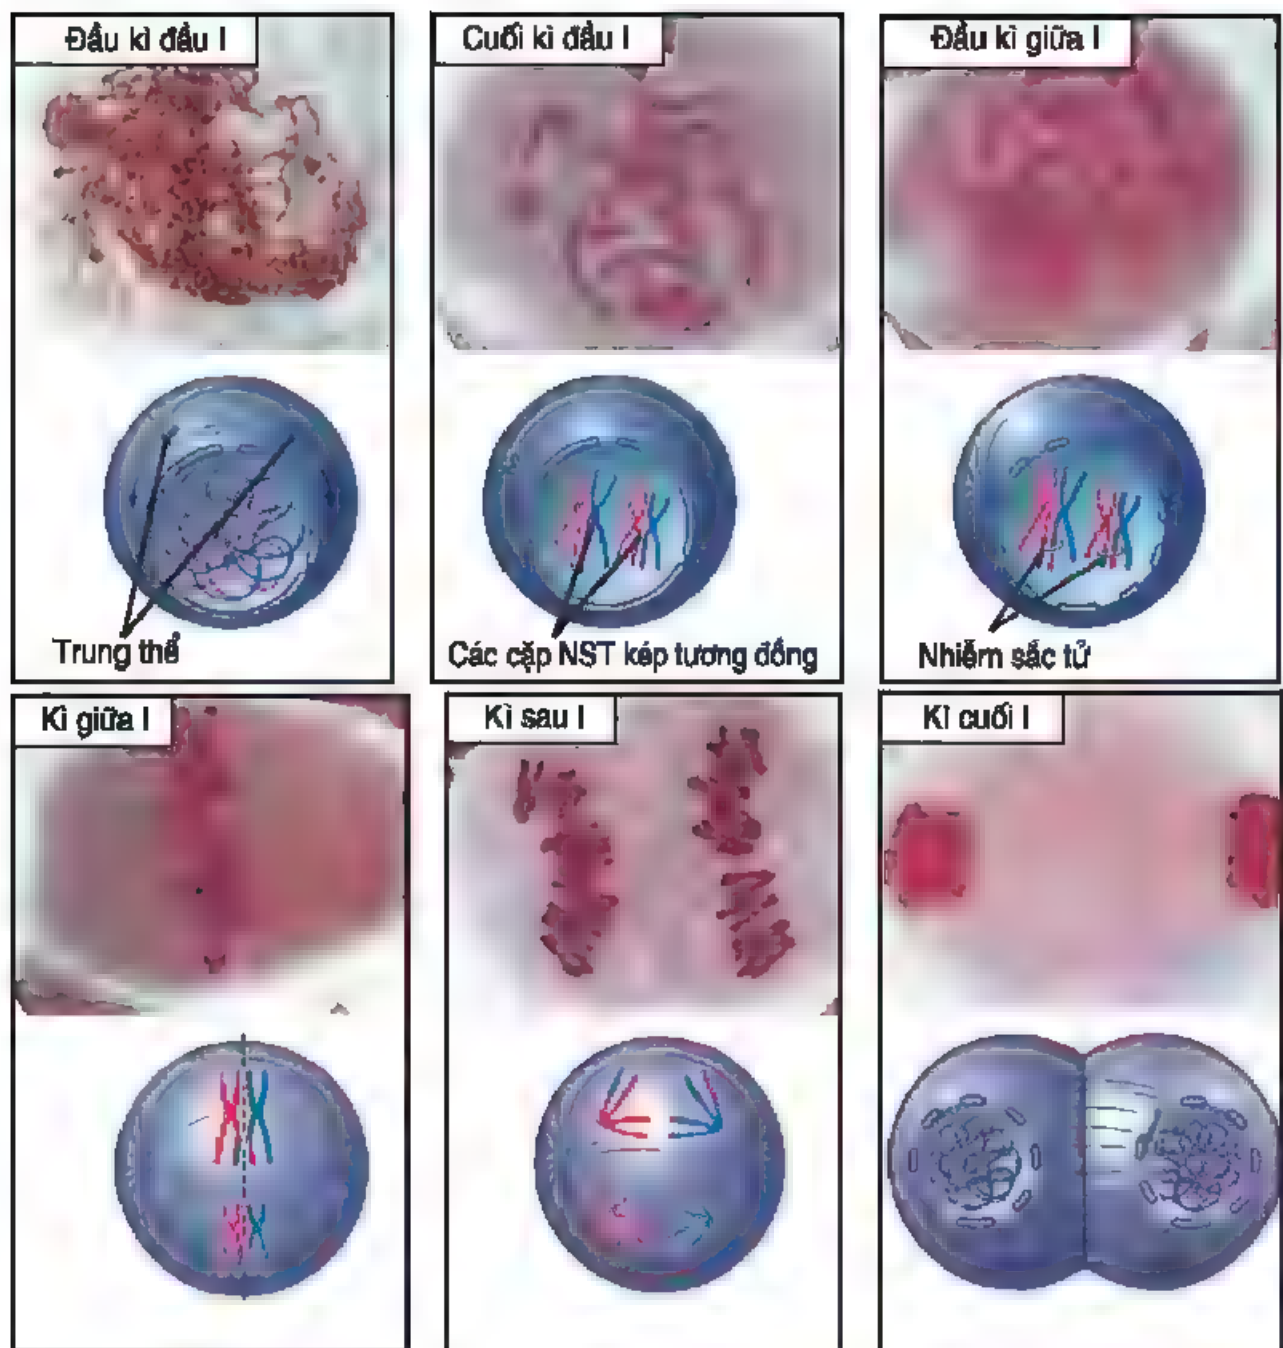 Đầu kì đầu I
Cuối kì đầu I
Đầu kì giữa I
Trung thể
Các cặp NST kép tương đồng
Nhiễm sắc tử
Kì giữa I
Kì sau I
Kì cuối I